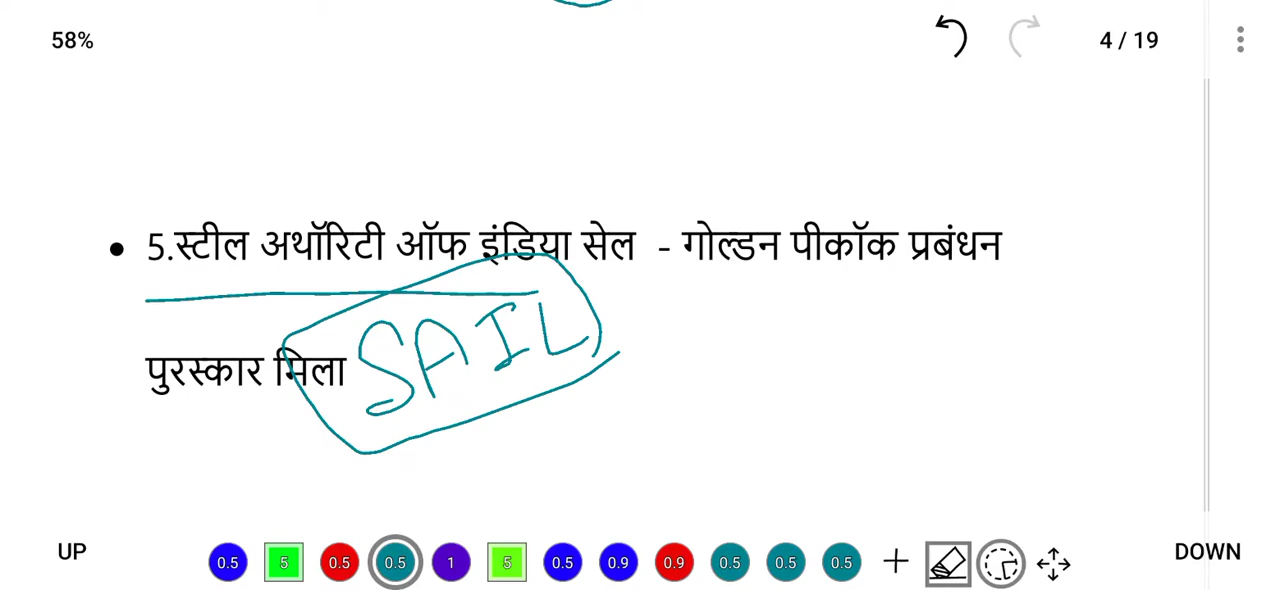 58%
4 / 19
• 5.स्टील अथॉरिटी ऑफ इंडिया सेल - गोल्डन पीकॉक प्रबंधन
पुरस्कार मिला
SAIL
UP 0.5 5 0.5 0.5 1 5 0.5 0.9 0.9 0.5 0.5 0.5 + DOWN